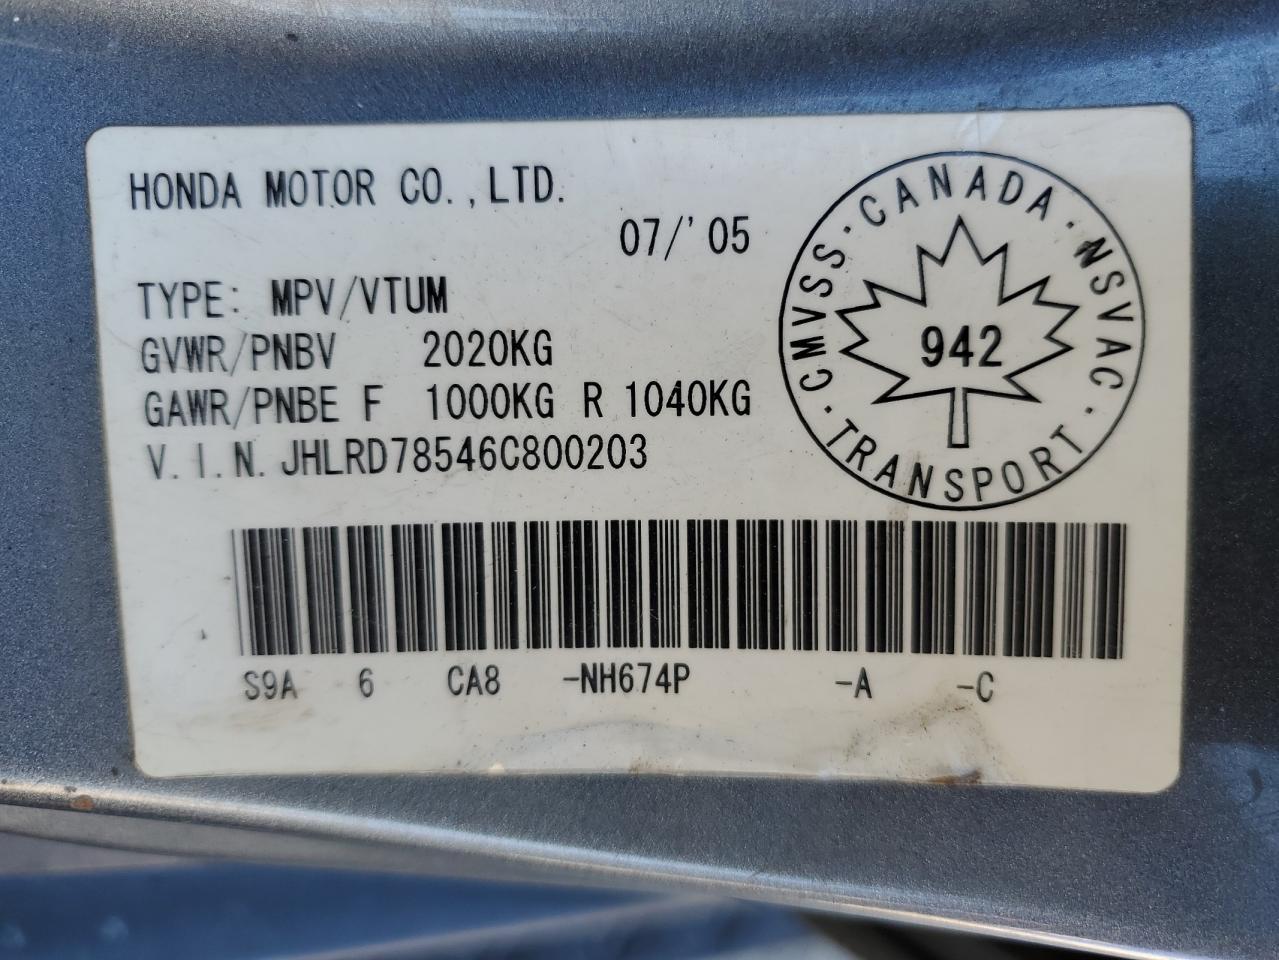 HONDA MOTOR CO.,LTD.
07/'05
TYPE: MPV/VTUM
GVWR/PNBV 2020KG
GAWR/PNBE F 1000KG R 1040KG
V.I.N. JHLRD78546C800203
CANADA · NSVAC · TRANSPORT · CMVSS ·
942
S9A 6 CA8 -NH674P -A -C